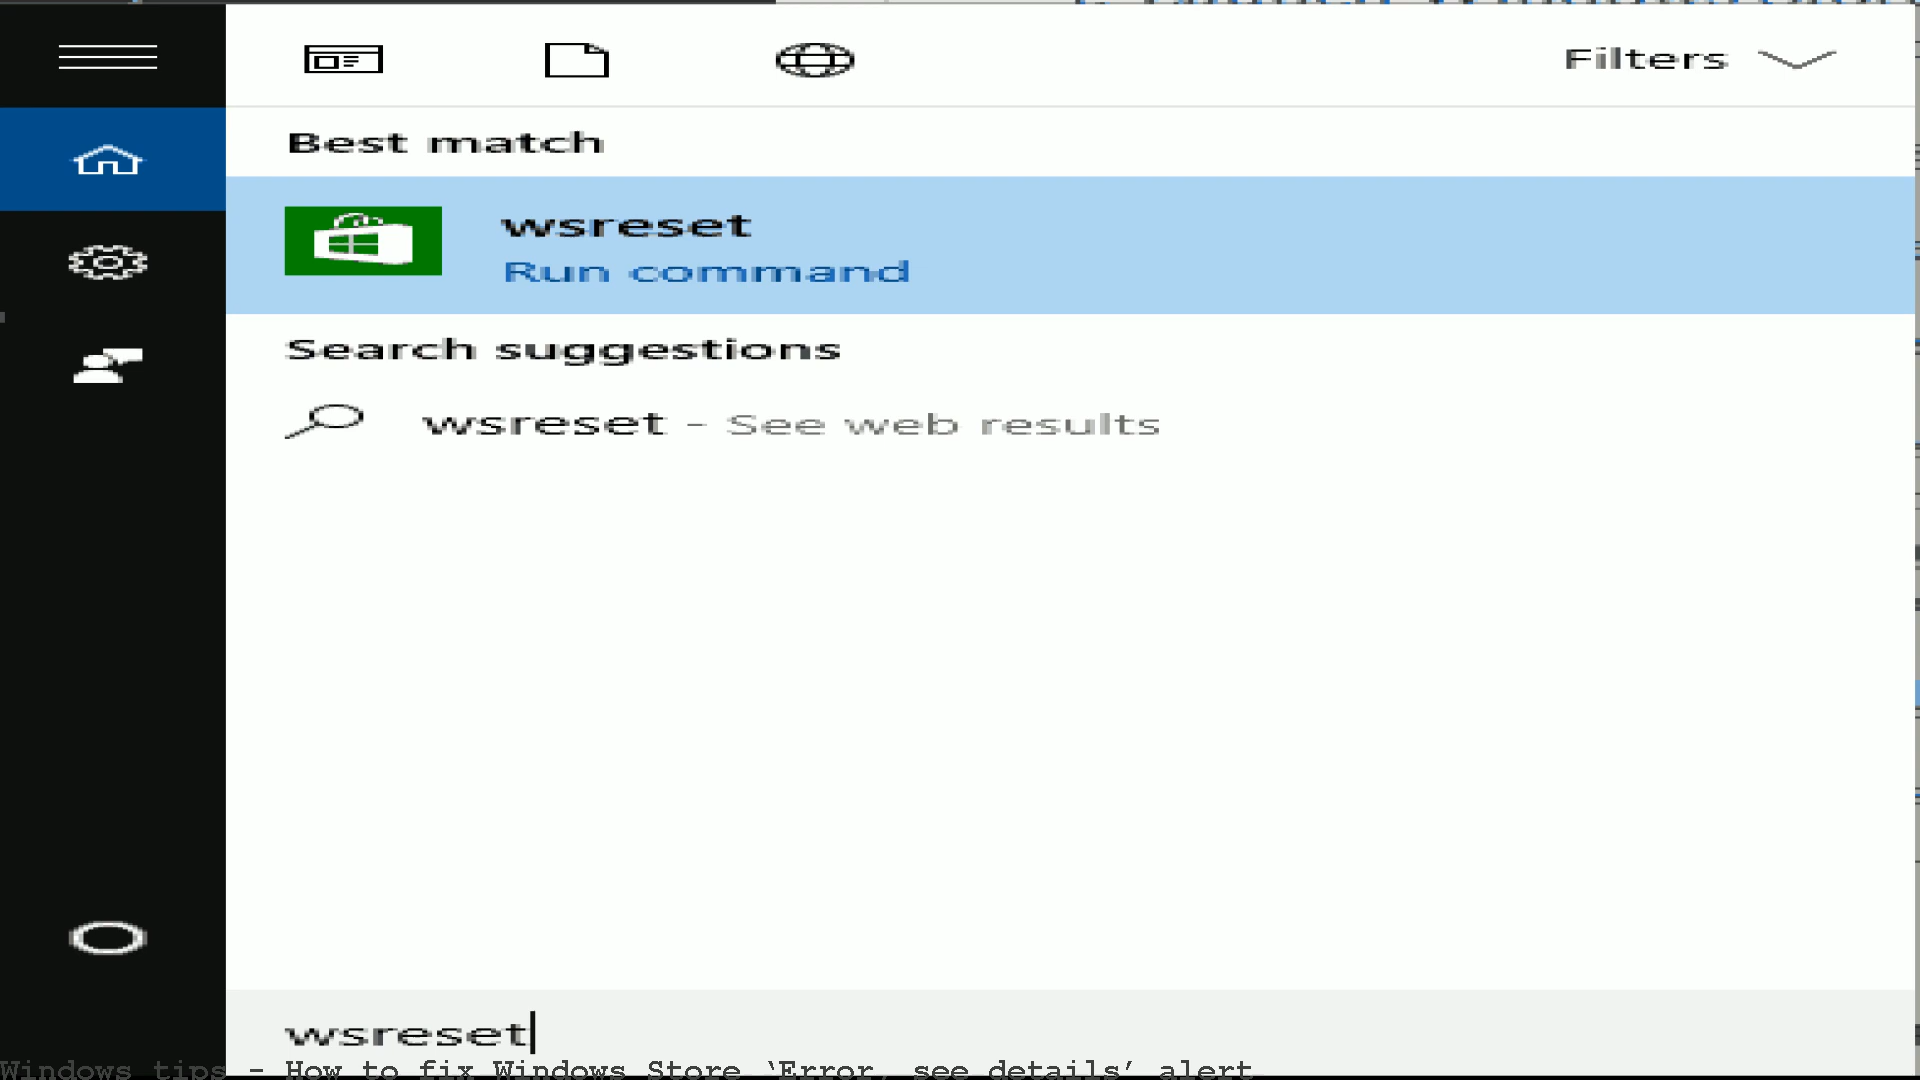 Filters
Best match
wsreset
Run command
Search suggestions
wsreset - See web results
wsreset
Windows tips - How to fix Windows Store ‘Error, see details’ alert